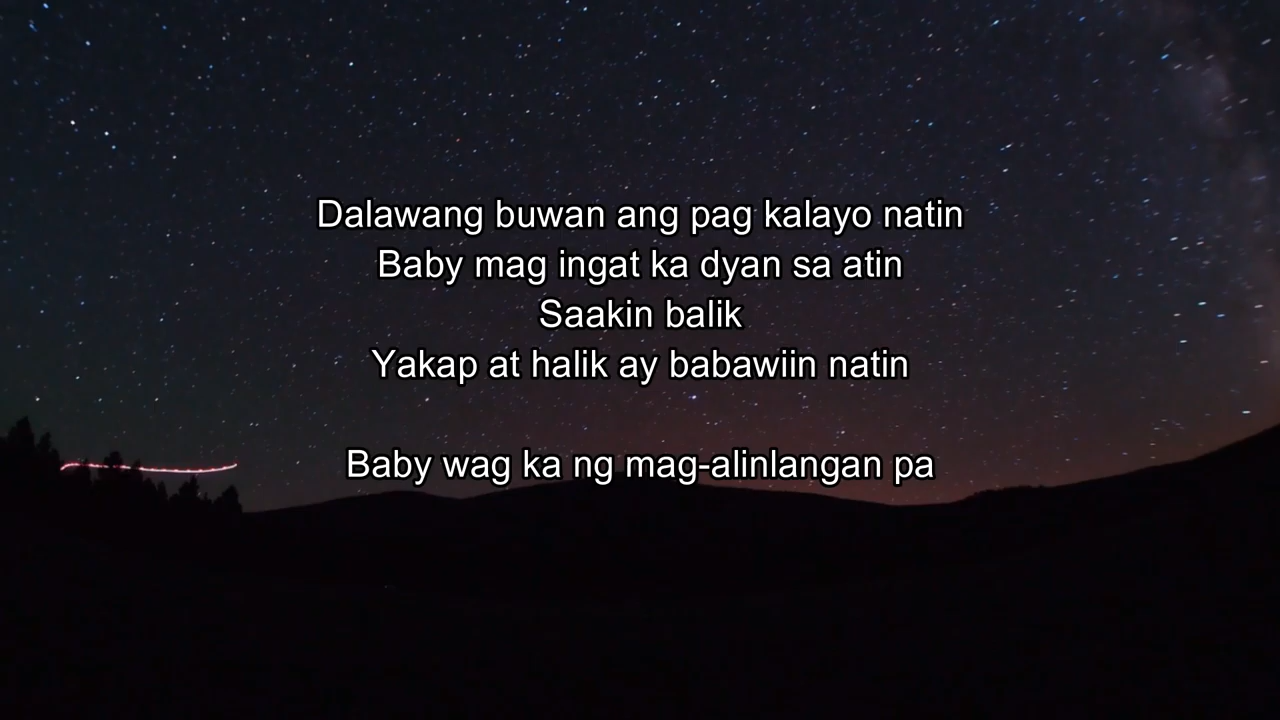 Dalawang buwan ang pag kalayo natin
Baby mag ingat ka dyan sa atin
Saakin balik
Yakap at halik ay babawiin natin
Baby wag ka ng mag-alinlangan pa